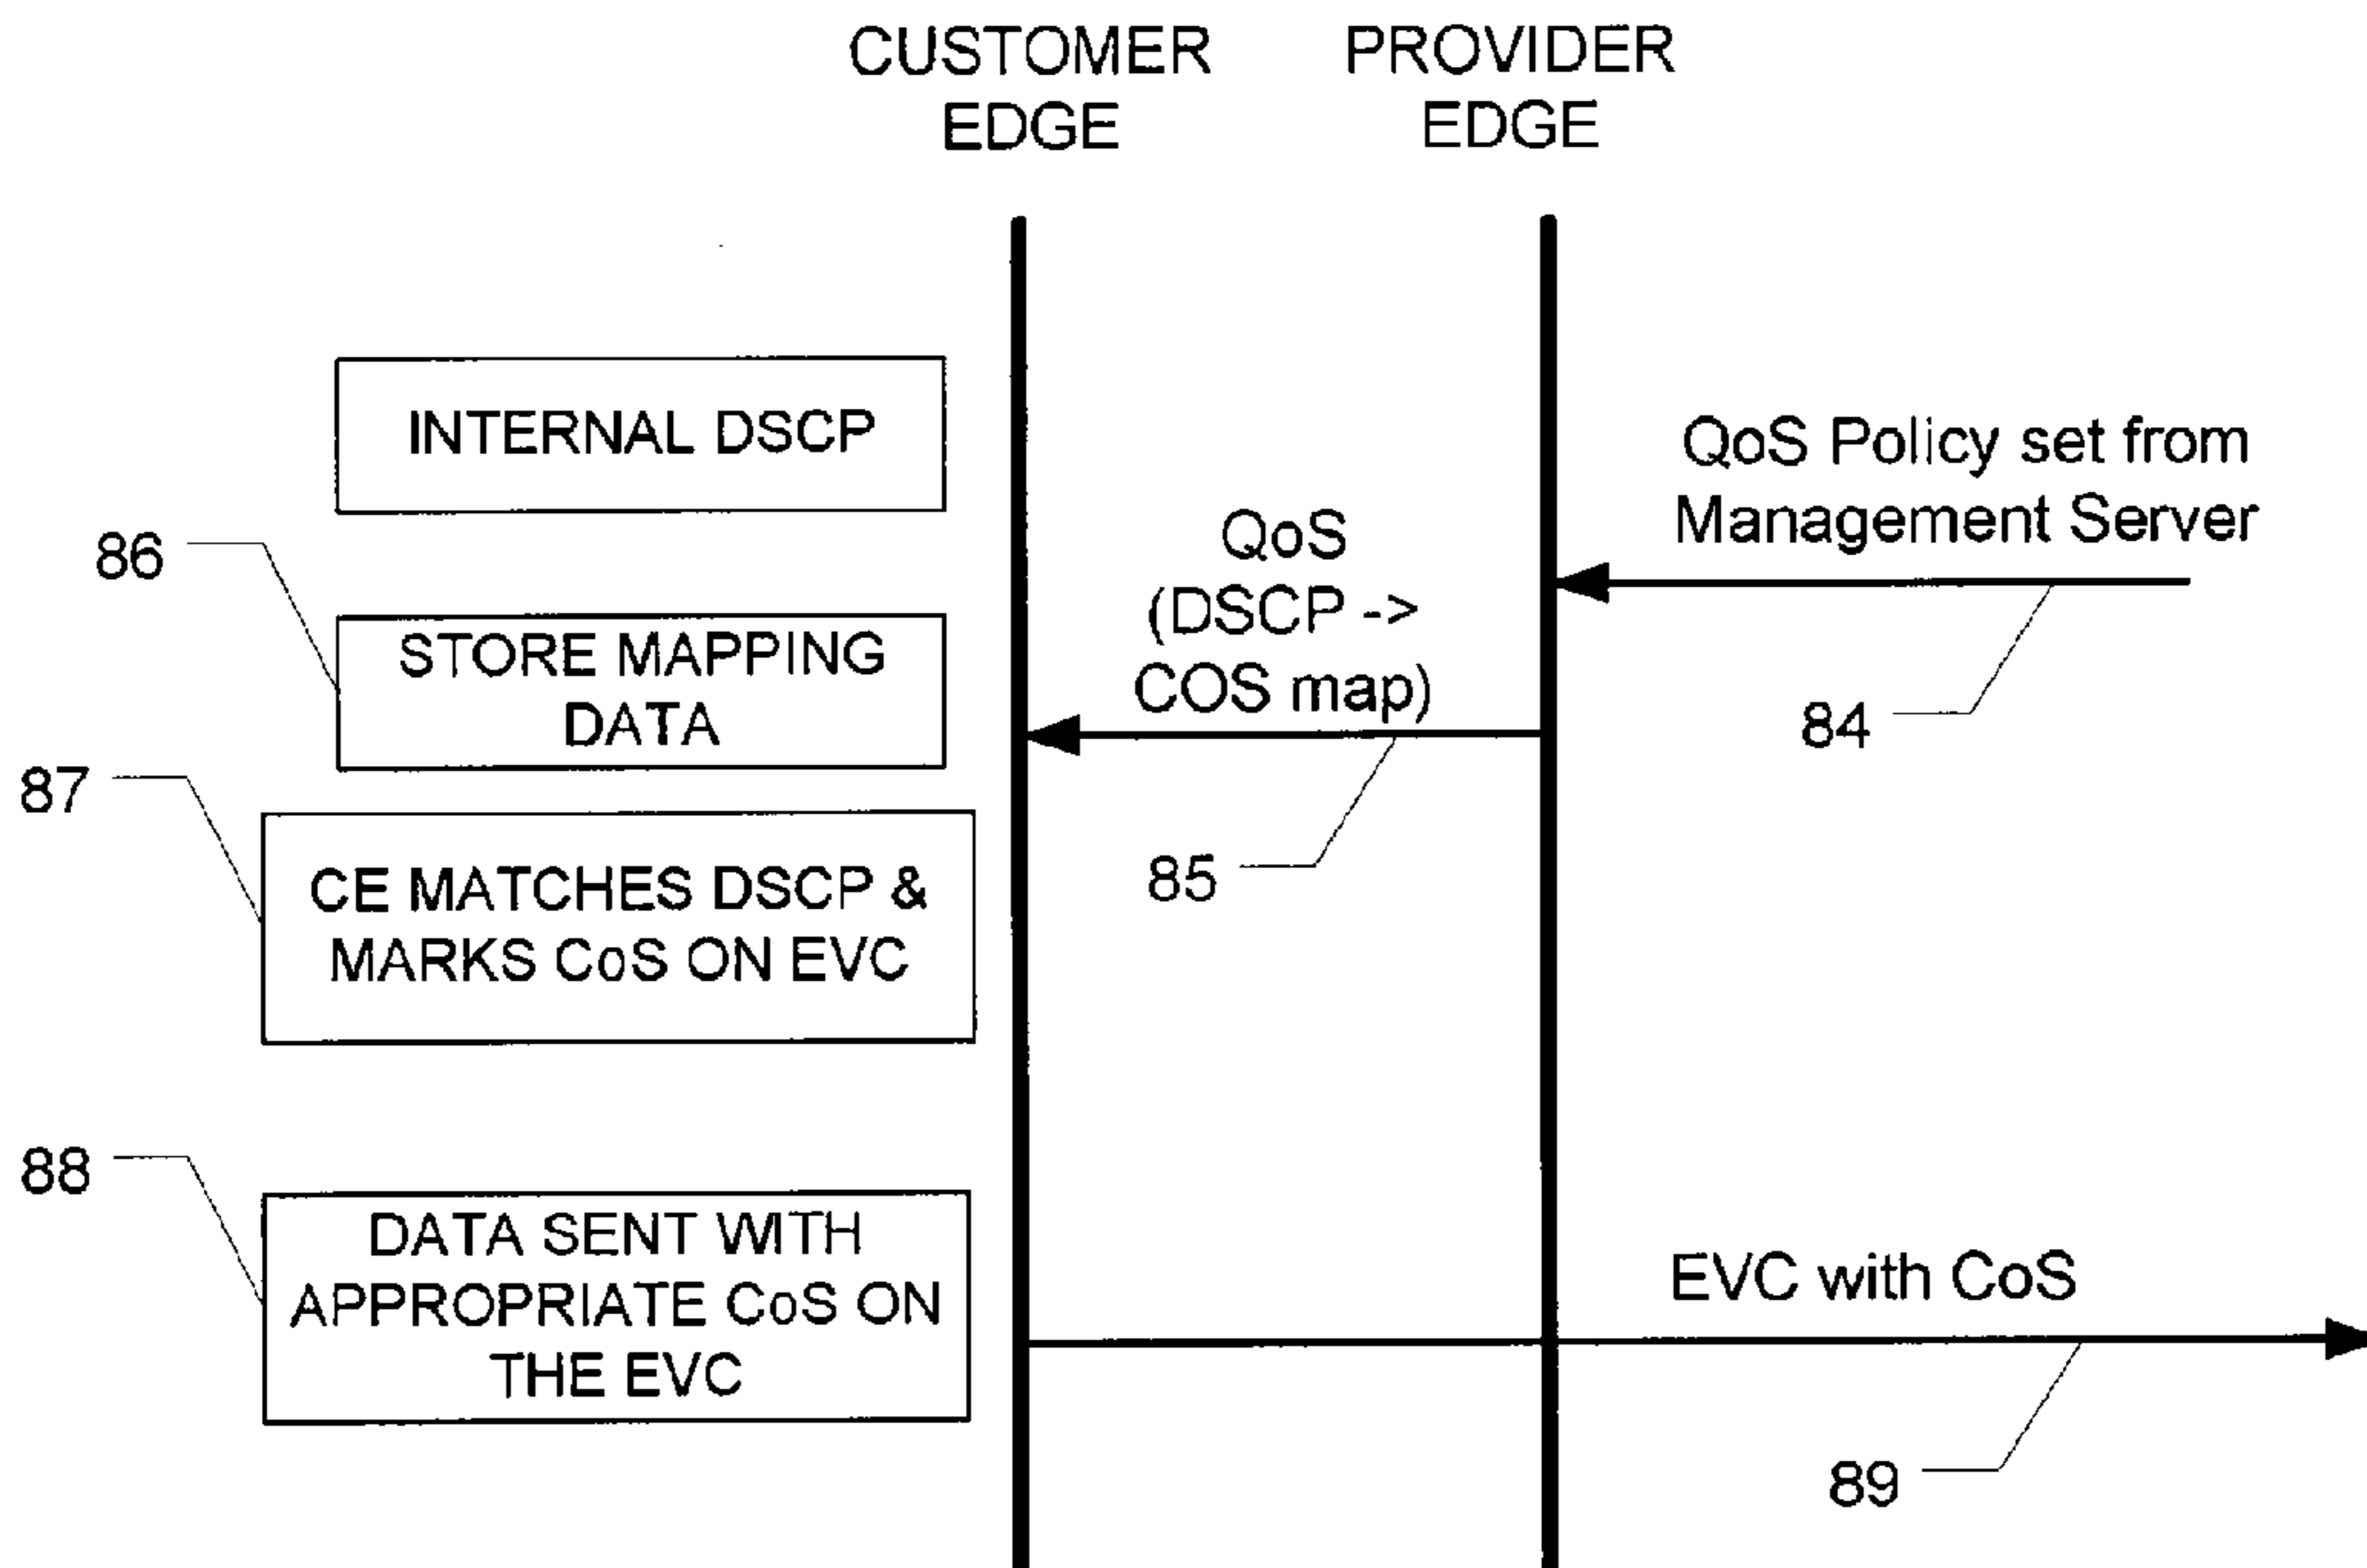 CUSTOMER
EDGE
PROVIDER
EDGE
INTERNAL DSCP
QoS Policy set from
Management Server
84
QoS
(DSCP ->
COS map)
85
86
STORE MAPPING
DATA
87
CE MATCHES DSCP &
MARKS CoS ON EVC
88
DATA SENT WITH
APPROPRIATE CoS ON
THE EVC
EVC with CoS
89